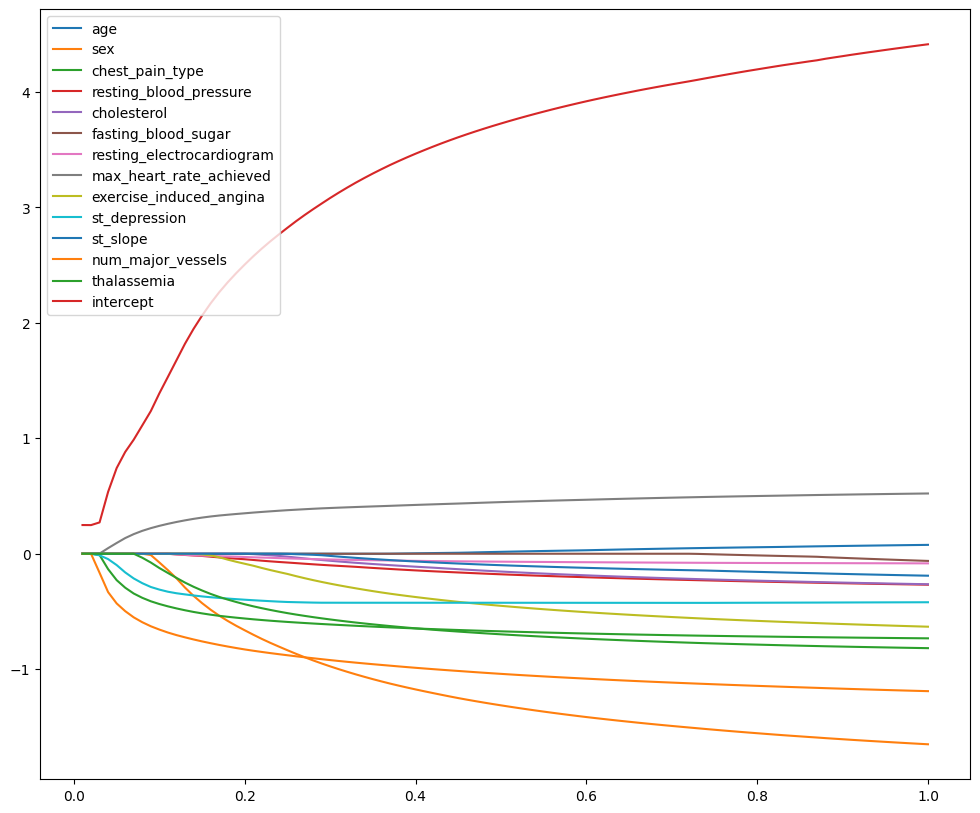 age
sex
chest_pain_type
resting_blood_pressure
cholesterol
fasting_blood_sugar
resting_electrocardiogram
max_heart_rate_achieved
exercise_induced_angina
st_depression
st_slope
num_major_vessels
thalassemia
intercept
4
3
2
1
0
−1
0.0 0.2 0.4 0.6 0.8 1.0